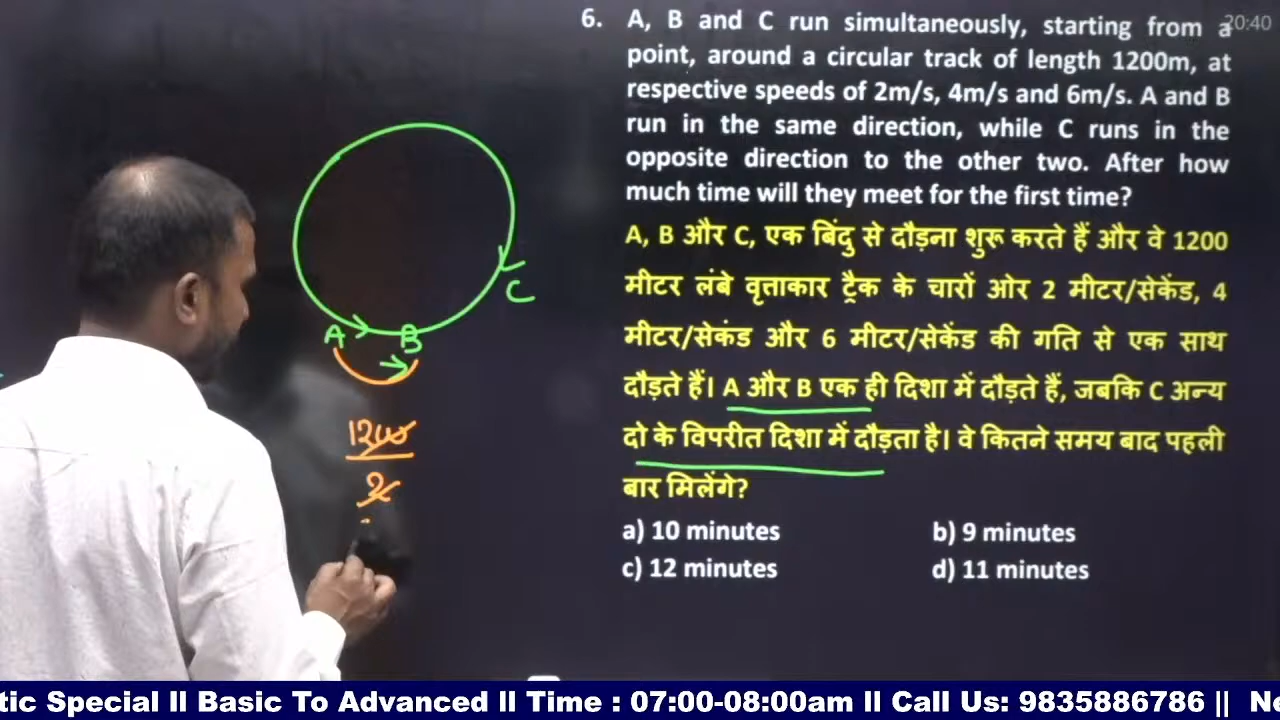 20:40
6. A, B and C run simultaneously, starting from a
point, around a circular track of length 1200m, at
respective speeds of 2m/s, 4m/s and 6m/s. A and B
run in the same direction, while C runs in the
opposite direction to the other two. After how
much time will they meet for the first time?
A, B और C, एक बिंदु से दौड़ना शुरू करते हैं और वे 1200
मीटर लंबे वृत्ताकार ट्रैक के चारों ओर 2 मीटर/सेकेंड, 4
मीटर/सेकंड और 6 मीटर/सेकेंड की गति से एक साथ
दौड़ते हैं। A और B एक ही दिशा में दौड़ते हैं, जबकि C अन्य
दो के विपरीत दिशा में दौड़ता है। वे कितने समय बाद पहली
बार मिलेंगे?
a) 10 minutes b) 9 minutes
c) 12 minutes d) 11 minutes
C
A B
1200
2
tic Special II Basic To Advanced II Time : 07:00-08:00am II Call Us: 9835886786 || Ne